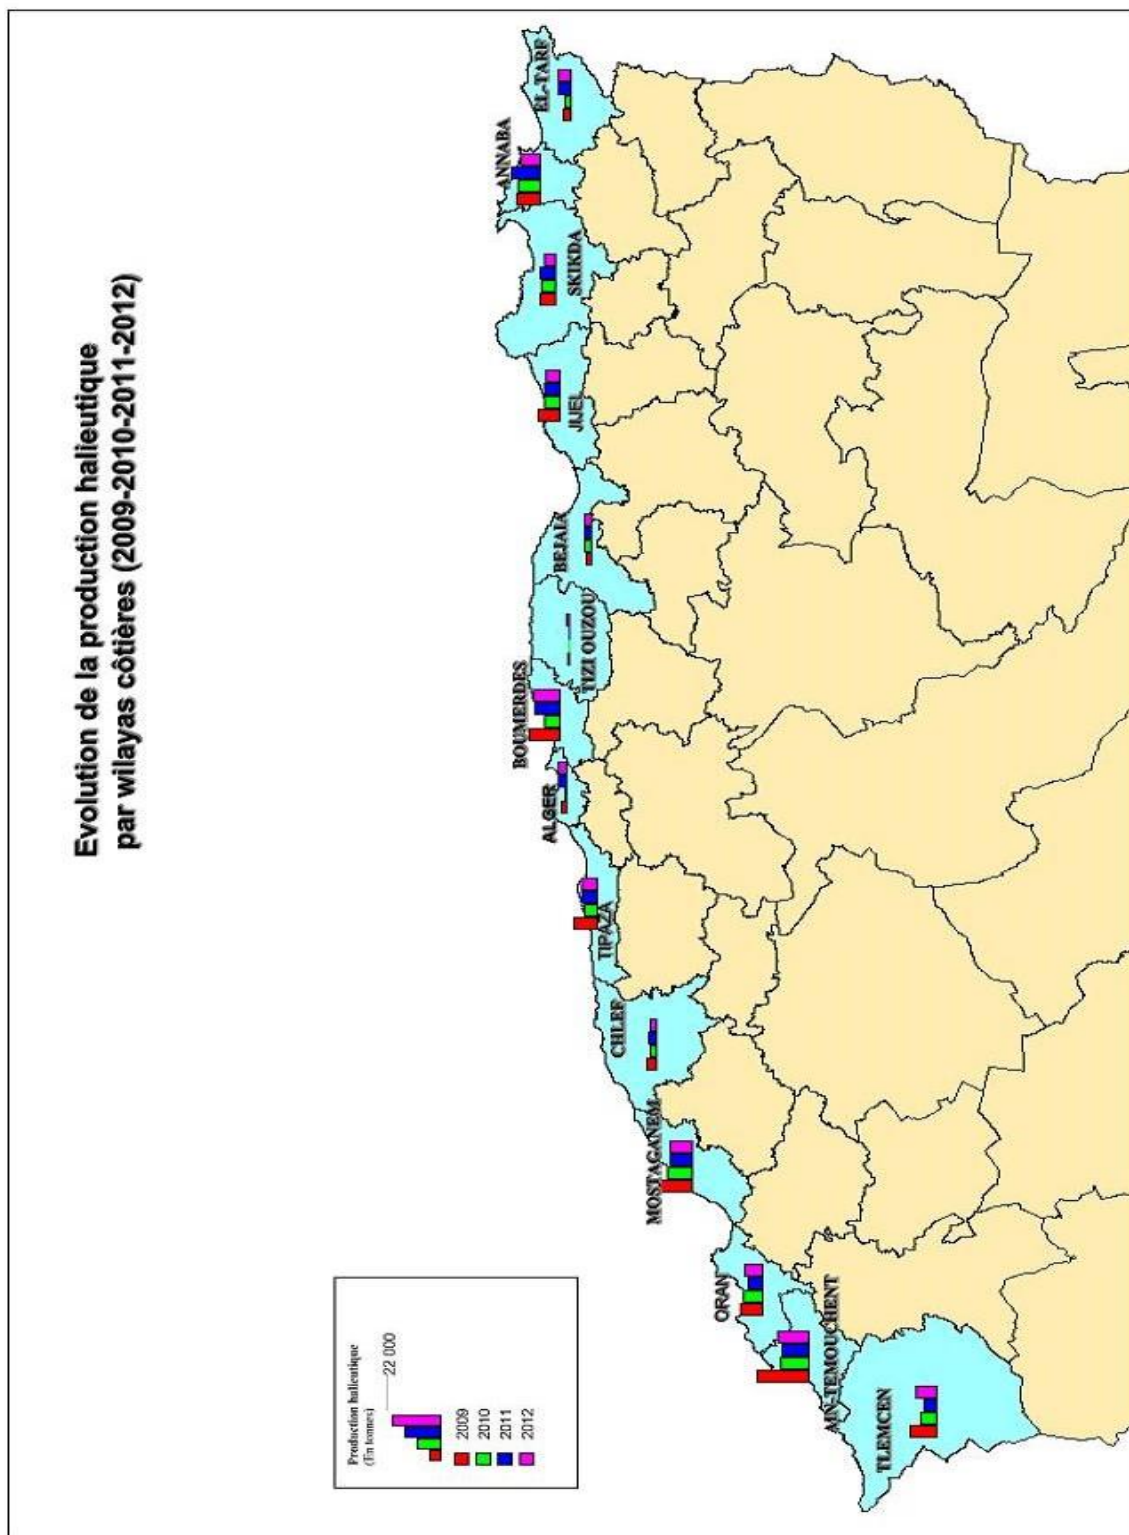 Evolution de la production halieutique
par wilayas côtières (2009-2010-2011-2012)
Production halieutique
(En tonnes)
22 000
2009
2010
2011
2012
TLEMCEN
AIN-TEMOUCHENT
ORAN
MOSTAGANEM
CHLEF
TIPAZA
ALGER
BOUMERDES
TIZI OUZOU
BEJAIA
JIJEL
SKIKDA
ANNABA
EL-TARF